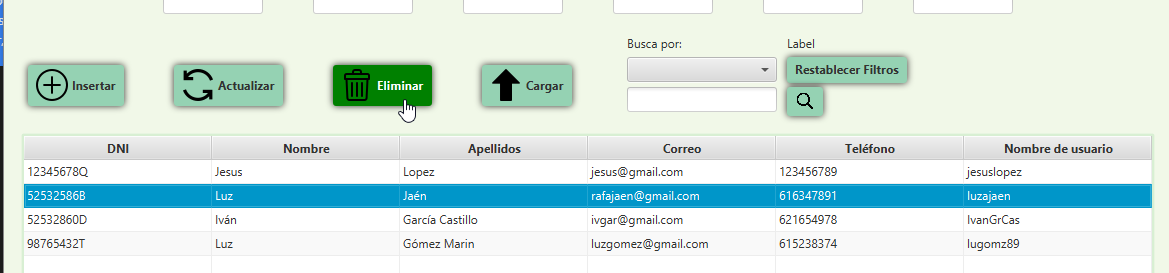 Busca por: Label
Insertar Actualizar Eliminar Cargar Restablecer Filtros
DNI Nombre Apellidos Correo Teléfono Nombre de usuario
12345678Q Jesus Lopez jesus@gmail.com 123456789 jesuslopez
52532586B Luz Jaén rafajaen@gmail.com 616347891 luzajaen
52532860D Iván García Castillo ivgar@gmail.com 621654978 IvanGrCas
98765432T Luz Gómez Marin luzgomez@gmail.com 615238374 lugomz89